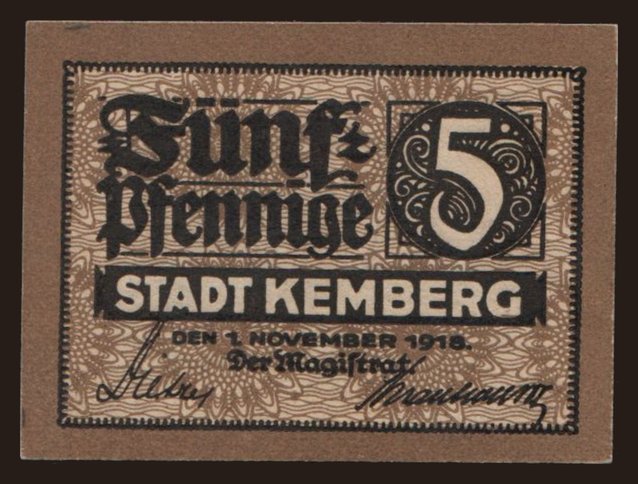 Fünf=
Pfennige
5
STADT KEMBERG
DEN 1. NOVEMBER 1918.
Der Magistrat.